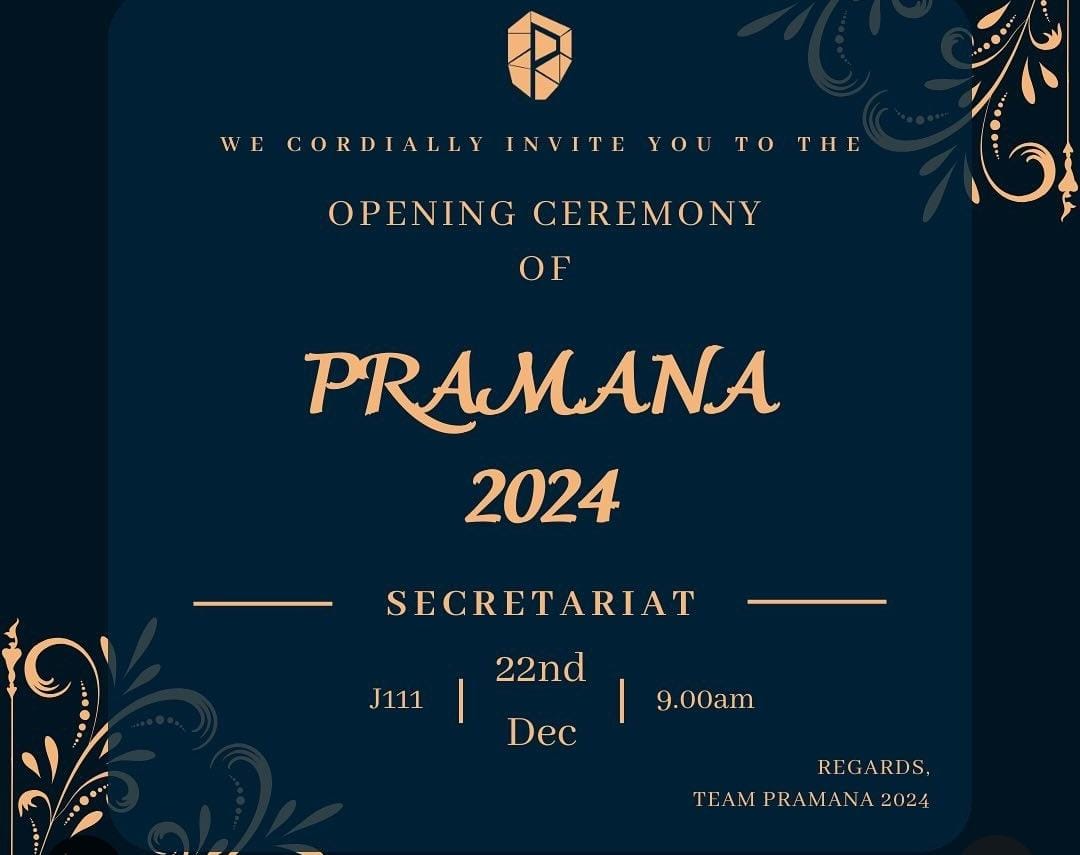 WE CORDIALLY INVITE YOU TO THE
OPENING CEREMONY
OF
PRAMANA
2024
SECRETARIAT
J111 | 22nd Dec | 9.00am
REGARDS,
TEAM PRAMANA 2024